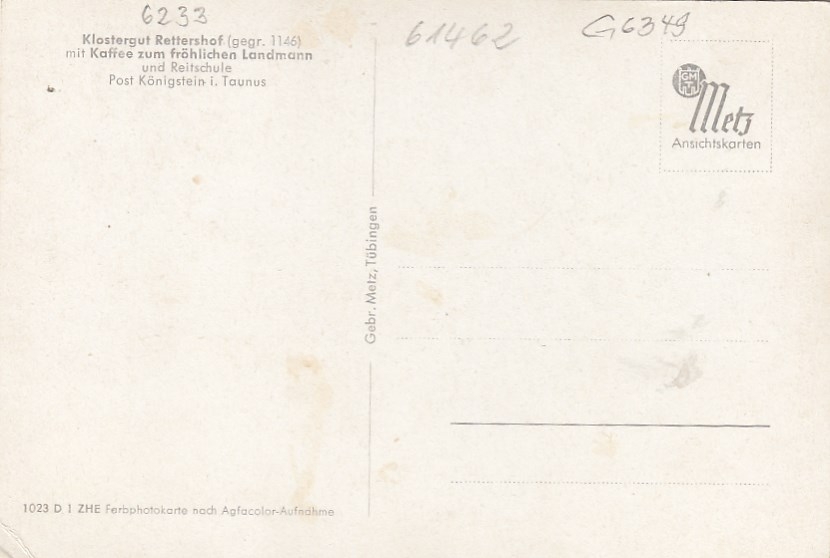 6233
61462
G6349
Klostergut Rettershof (gegr. 1146)
mit Kaffee zum fröhlichen Landmann
und Reitschule
Post Königstein i. Taunus
GMT
Metz
Ansichtskarten
Gebr. Metz, Tübingen
1023 D 1 ZHE Farbphotokarte nach Agfacolor-Aufnahme